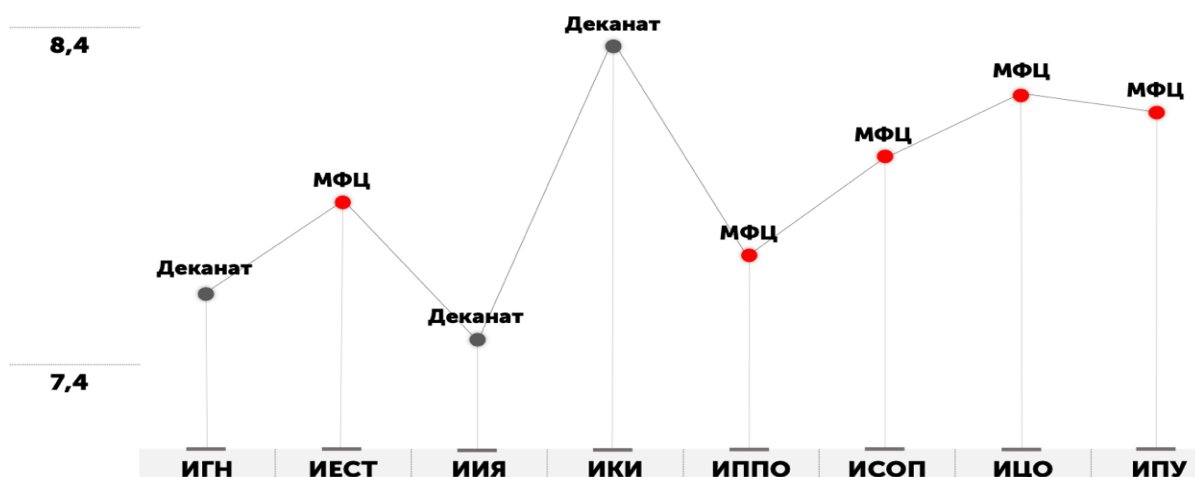 8,4
Деканат
МФЦ
МФЦ
МФЦ
МФЦ
МФЦ
Деканат
Деканат
7,4
ИГН ИЕСТ ИИЯ ИКИ ИППО ИСОП ИЦО ИПУ